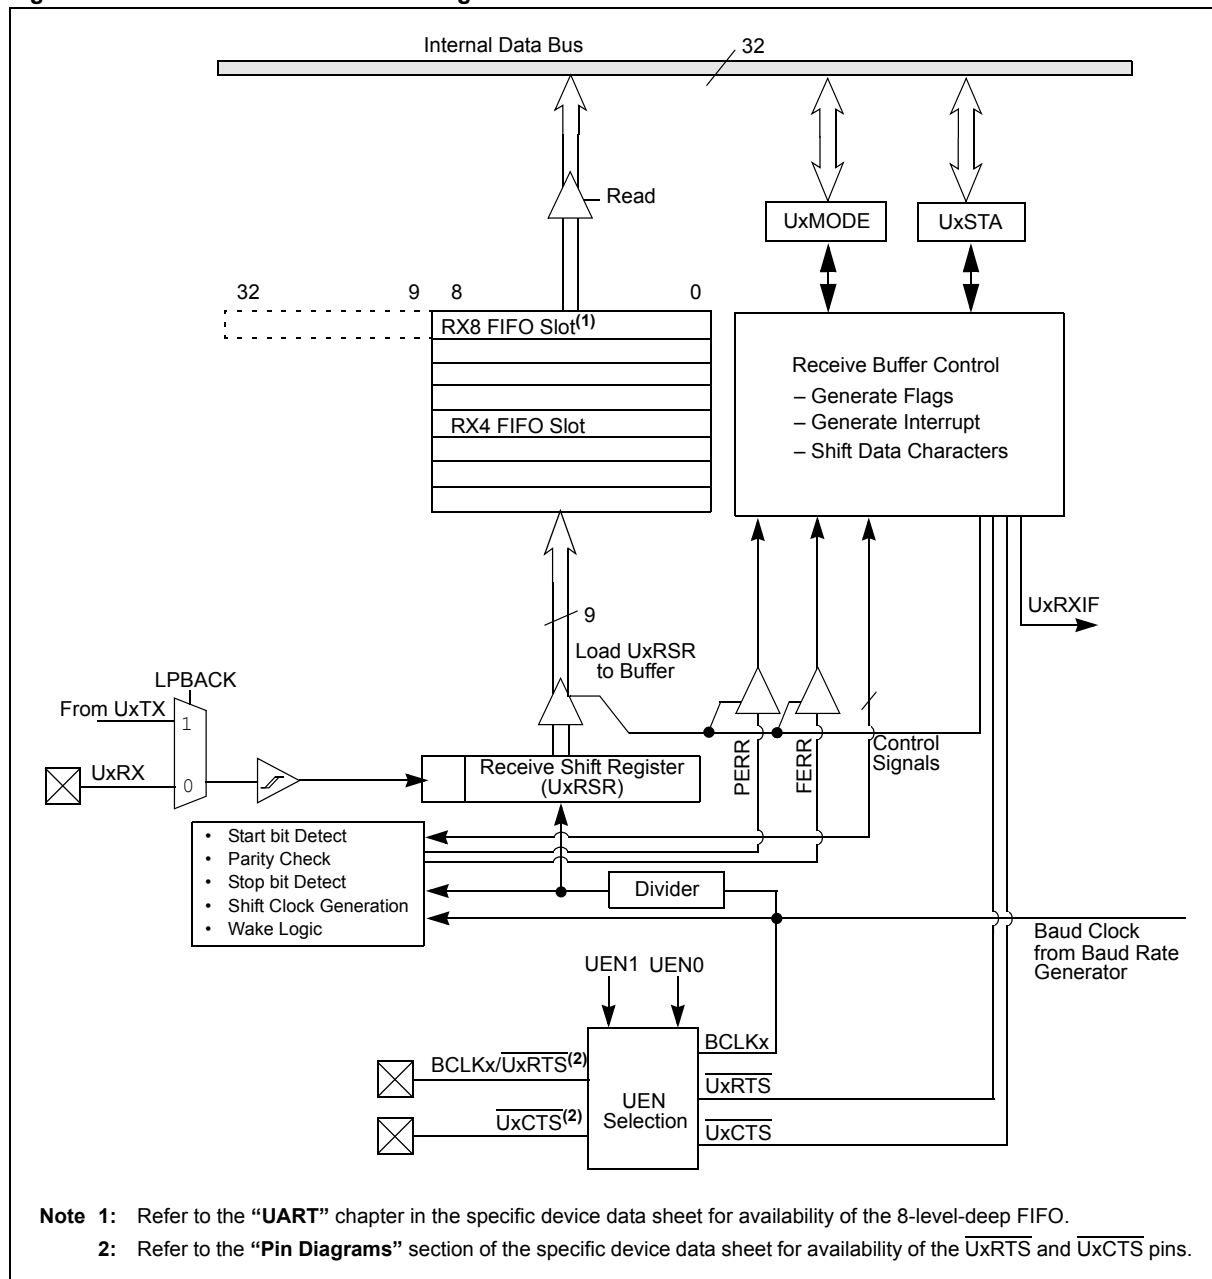 Internal Data Bus
32
Read
UxMODE
UxSTA
32 9 8 0
RX8 FIFO Slot(1)
RX4 FIFO Slot
Receive Buffer Control
– Generate Flags
– Generate Interrupt
– Shift Data Characters
9
Load UxRSR
to Buffer
UxRXIF
LPBACK
From UxTX
1
UxRX
0
Receive Shift Register
(UxRSR)
PERR
FERR
Control
Signals
• Start bit Detect
• Parity Check
• Stop bit Detect
• Shift Clock Generation
• Wake Logic
Divider
Baud Clock
from Baud Rate
Generator
UEN1 UEN0
BCLKx
BCLKx/U̅x̅R̅T̅S̅(2)
U̅x̅R̅T̅S̅
UEN
Selection
U̅x̅C̅T̅S̅(2)
U̅x̅C̅T̅S̅
Note 1: Refer to the “UART” chapter in the specific device data sheet for availability of the 8-level-deep FIFO.
2: Refer to the “Pin Diagrams” section of the specific device data sheet for availability of the U̅x̅R̅T̅S̅ and U̅x̅C̅T̅S̅ pins.